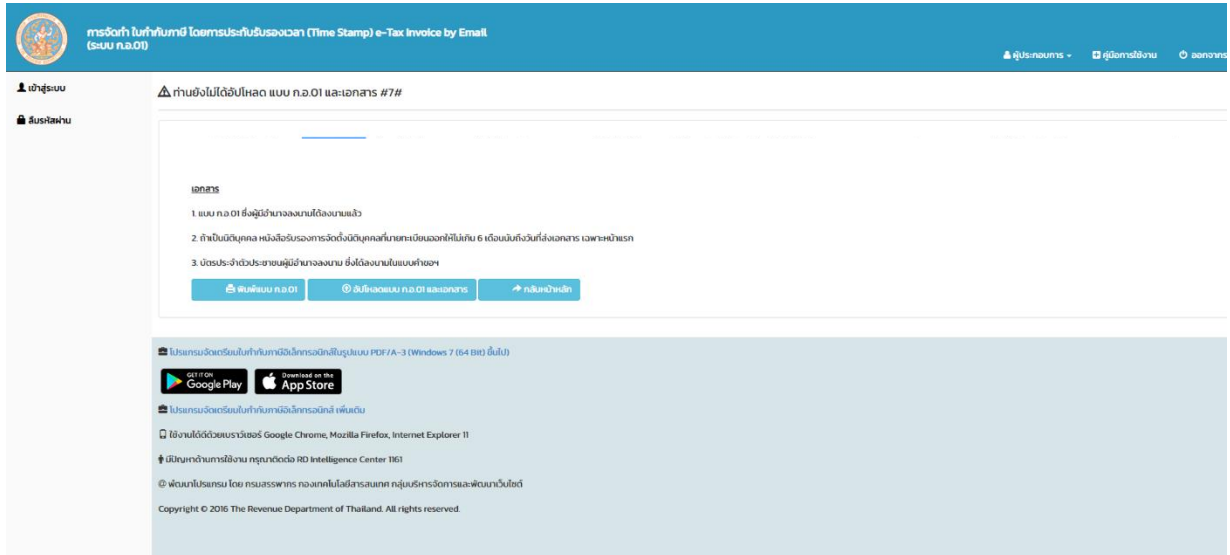 การจัดทำ ใบกำกับภาษี โดยการประทับรับรองเวลา (Time Stamp) e-Tax Invoice by Email
(ระบบ ก.อ.01)
ผู้ประกอบการ
คู่มือการใช้งาน
ออกจากร
เข้าสู่ระบบ
ลืมรหัสผ่าน
ท่านยังไม่ได้อัปโหลด แบบ ก.อ.01 และเอกสาร #7#
เอกสาร
1. แบบ ก.อ.01 ซึ่งผู้มีอำนาจลงนามได้ลงนามแล้ว
2. ถ้าเป็นนิติบุคคล หนังสือรับรองการจัดตั้งนิติบุคคลที่นายทะเบียนออกให้ไม่เกิน 6 เดือนนับถึงวันที่ส่งเอกสาร เฉพาะหน้าแรก
3. บัตรประจำตัวประชาชนผู้มีอำนาจลงนาม ซึ่งได้ลงนามในแบบคำขอฯ
พิมพ์แบบ ก.อ.01
อัปโหลดแบบ ก.อ.01 และเอกสาร
กลับหน้าหลัก
โปรแกรมจัดเตรียมใบกำกับภาษีอิเล็กทรอนิกส์ในรูปแบบ PDF/A-3 (Windows 7 (64 Bit) ขึ้นไป)
GET IT ON Google Play
Download on the App Store
โปรแกรมจัดเตรียมใบกำกับภาษีอิเล็กทรอนิกส์ เพิ่มเติม
ใช้งานได้ดีด้วยเบราว์เซอร์ Google Chrome, Mozilla Firefox, Internet Explorer 11
มีปัญหาด้านการใช้งาน กรุณาติดต่อ RD Intelligence Center 1161
@ พัฒนาโปรแกรม โดย กรมสรรพากร กองเทคโนโลยีสารสนเทศ กลุ่มบริหารจัดการและพัฒนาเว็บไซต์
Copyright © 2016 The Revenue Department of Thailand. All rights reserved.